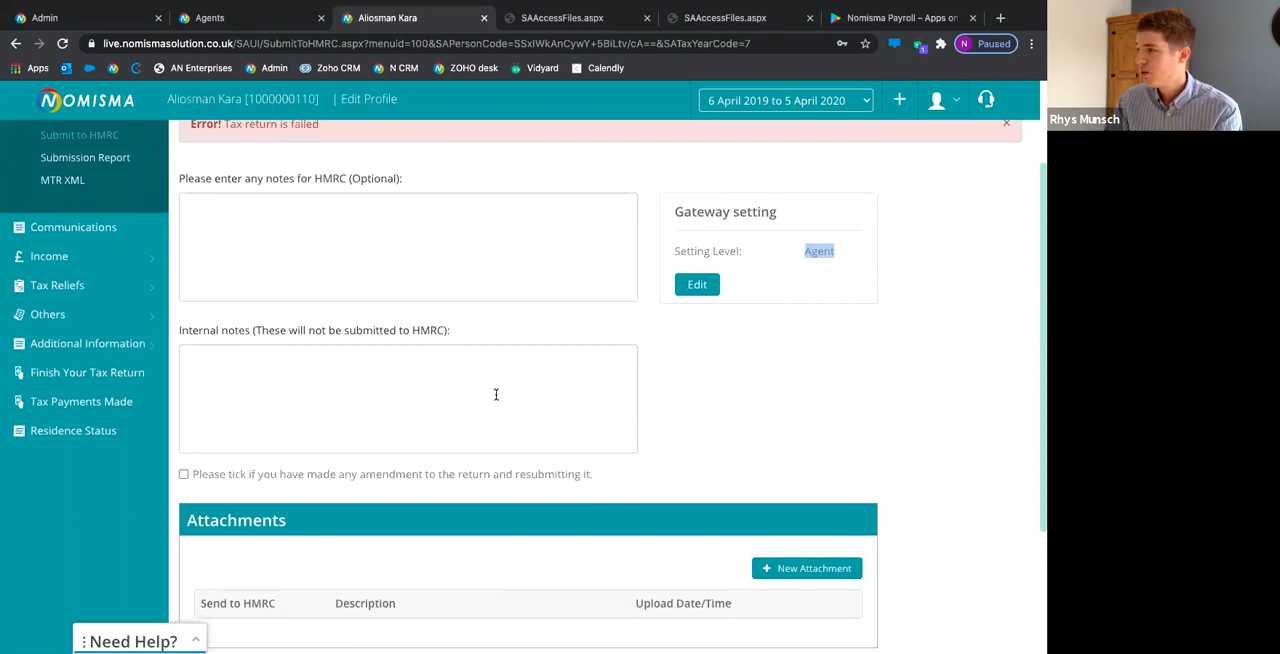 Admin
Agents
Aliosman Kara
SAAccessFiles.aspx
SAAccessFiles.aspx
Nomisma Payroll – Apps on
live.nomismasolution.co.uk/SAUI/SubmitToHMRC.aspx?menuid=100&SAPersonCode=SSxIWkAnCywY+5BiLtv/cA==&SATaxYearCode=7
N Paused
Apps
AN Enterprises
Admin
Zoho CRM
N CRM
ZOHO desk
Vidyard
Calendly
NOMISMA
Aliosman Kara [1000000110] | Edit Profile
6 April 2019 to 5 April 2020
Rhys Munsch
Submit to HMRC
Submission Report
MTR XML
Communications
Income
Tax Reliefs
Others
Additional Information
Finish Your Tax Return
Tax Payments Made
Residence Status
Error! Tax return is failed
Please enter any notes for HMRC (Optional):
Gateway setting
Setting Level: Agent
Edit
Internal notes (These will not be submitted to HMRC):
Please tick if you have made any amendment to the return and resubmitting it.
Attachments
+ New Attachment
Send to HMRC Description Upload Date/Time
Need Help?